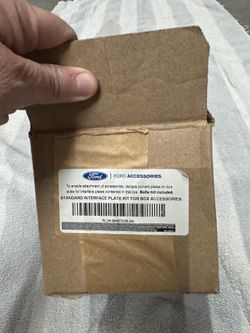 Ford | FORD ACCESSORIES
To enable attachment of accessories, replace current plates on box
sides for Interface plates contained in this box. Bolts not included.
STANDARD INTERFACE PLATE KIT FOR BOX ACCESSORIES